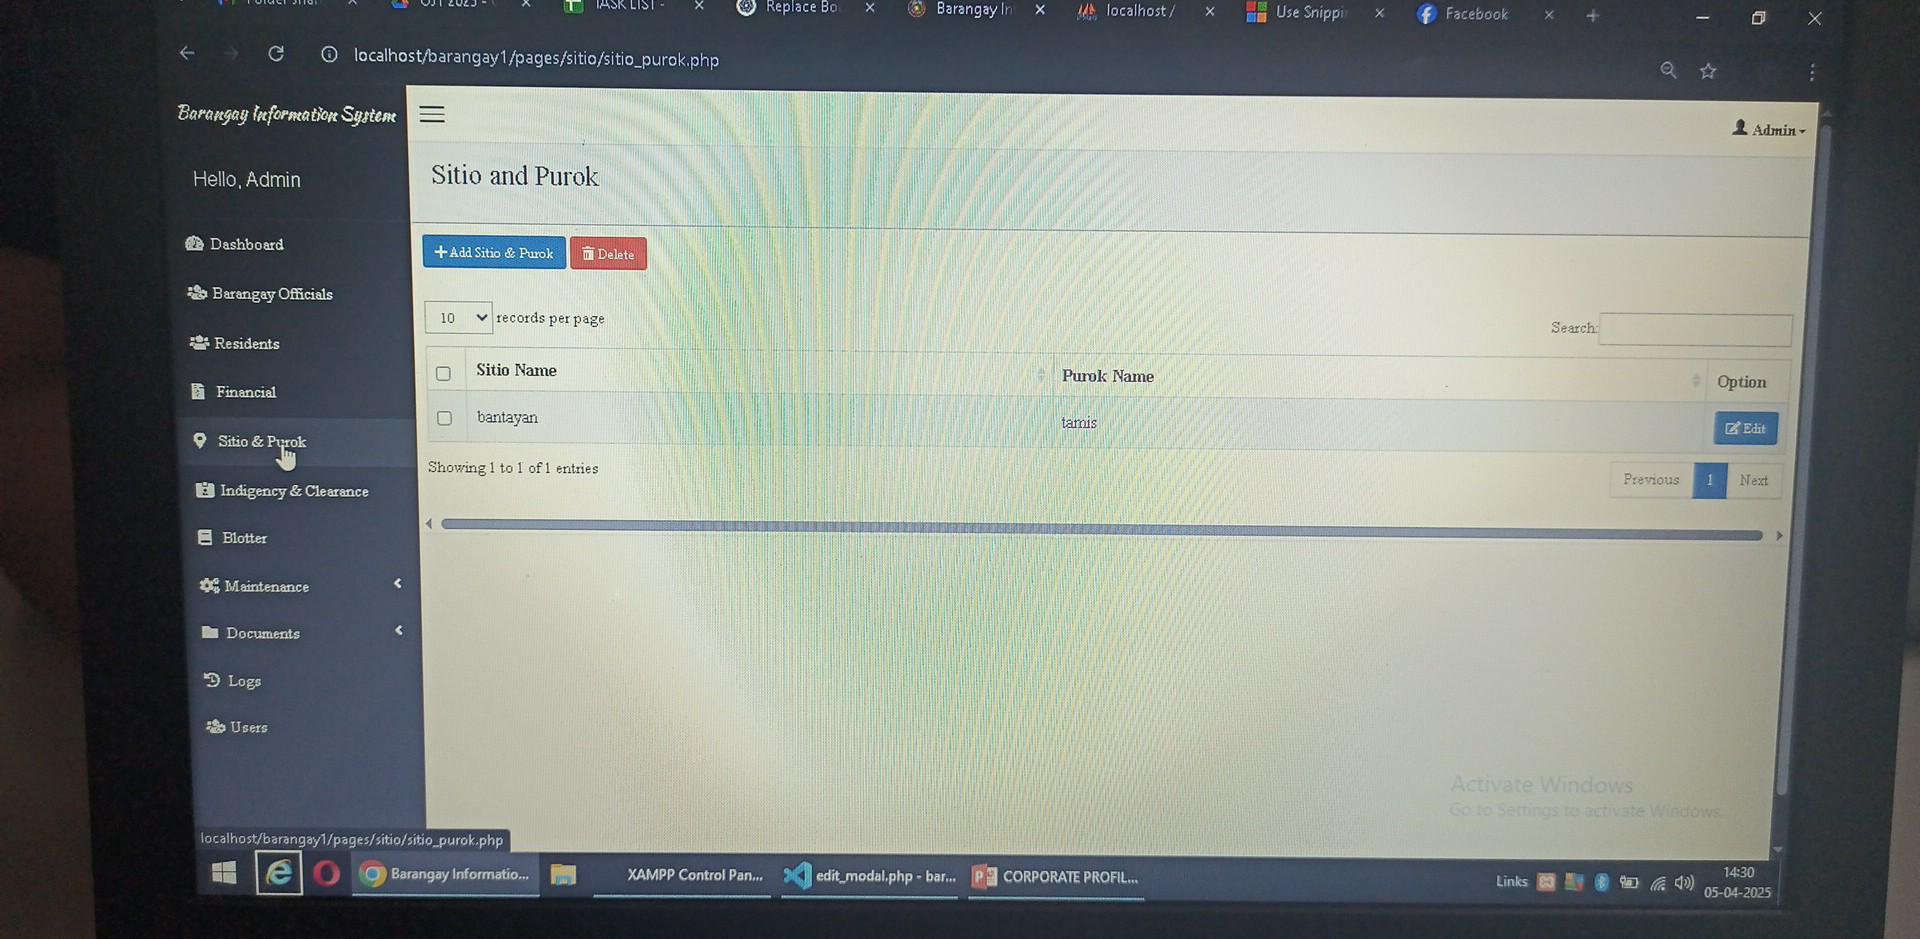 TASK LIST -
Replace Bo
Barangay In
localhost /
Use Snippi
Facebook
localhost/barangay1/pages/sitio/sitio_purok.php
Barangay Information System
Admin
Hello, Admin
Sitio and Purok
Dashboard
Barangay Officials
Residents
Financial
Sitio & Purok
Indigency & Clearance
Blotter
Maintenance
Documents
Logs
Users
Add Sitio & Purok
Delete
10 records per page
Search:
Sitio Name Purok Name Option
bantayan tamis Edit
Showing 1 to 1 of 1 entries
Previous 1 Next
Activate Windows
Go to Settings to activate Windows.
localhost/barangay1/pages/sitio/sitio_purok.php
Barangay Informatio...
XAMPP Control Pan...
edit_modal.php - bar...
CORPORATE PROFIL...
Links
14:30
05-04-2025